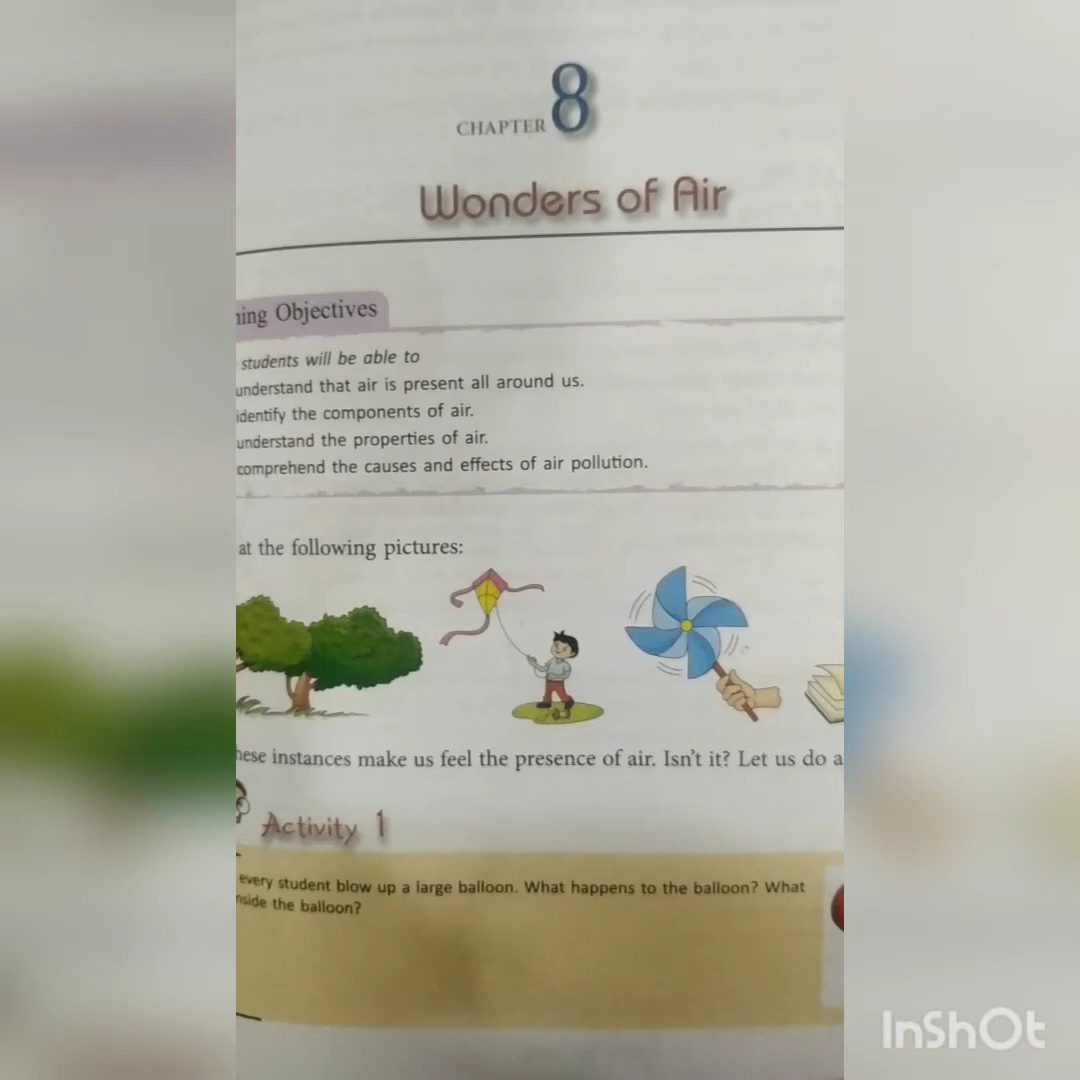 CHAPTER 8
Wonders of Air
ning Objectives
students will be able to
understand that air is present all around us.
identify the components of air.
understand the properties of air.
comprehend the causes and effects of air pollution.
at the following pictures:
hese instances make us feel the presence of air. Isn't it? Let us do a
Activity 1
every student blow up a large balloon. What happens to the balloon? What
nside the balloon?
InShOt